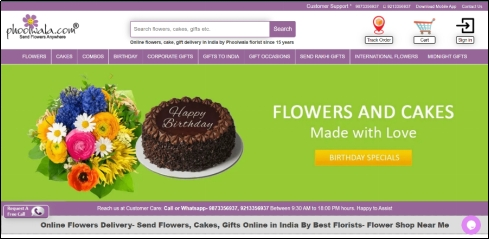 Customer Support * 9873356937 9213356937 Download Mobile App Contact Us
phoolwala.com®
Send Flowers Anywhere
Search flowers, cakes, gifts etc.. Search
Online flowers, cake, gift delivery in India by Phoolwala florist since 15 years
Track Order Cart Sign in
FLOWERS CAKES COMBOS BIRTHDAY CORPORATE GIFTS GIFTS TO INDIA GIFT OCCASIONS SEND RAKHI GIFTS INTERNATIONAL FLOWERS MIDNIGHT GIFTS
Happy
Birthday
FLOWERS AND CAKES
Made with Love
BIRTHDAY SPECIALS
Request A
Free Call
Reach us at Customer Care: Call or Whatsapp- 9873356937, 9213356937 Between 9:30 AM to 18:00 PM hours. Happy to Assist
Online Flowers Delivery- Send Flowers, Cakes, Gifts Online in India By Best Florists- Flower Shop Near Me